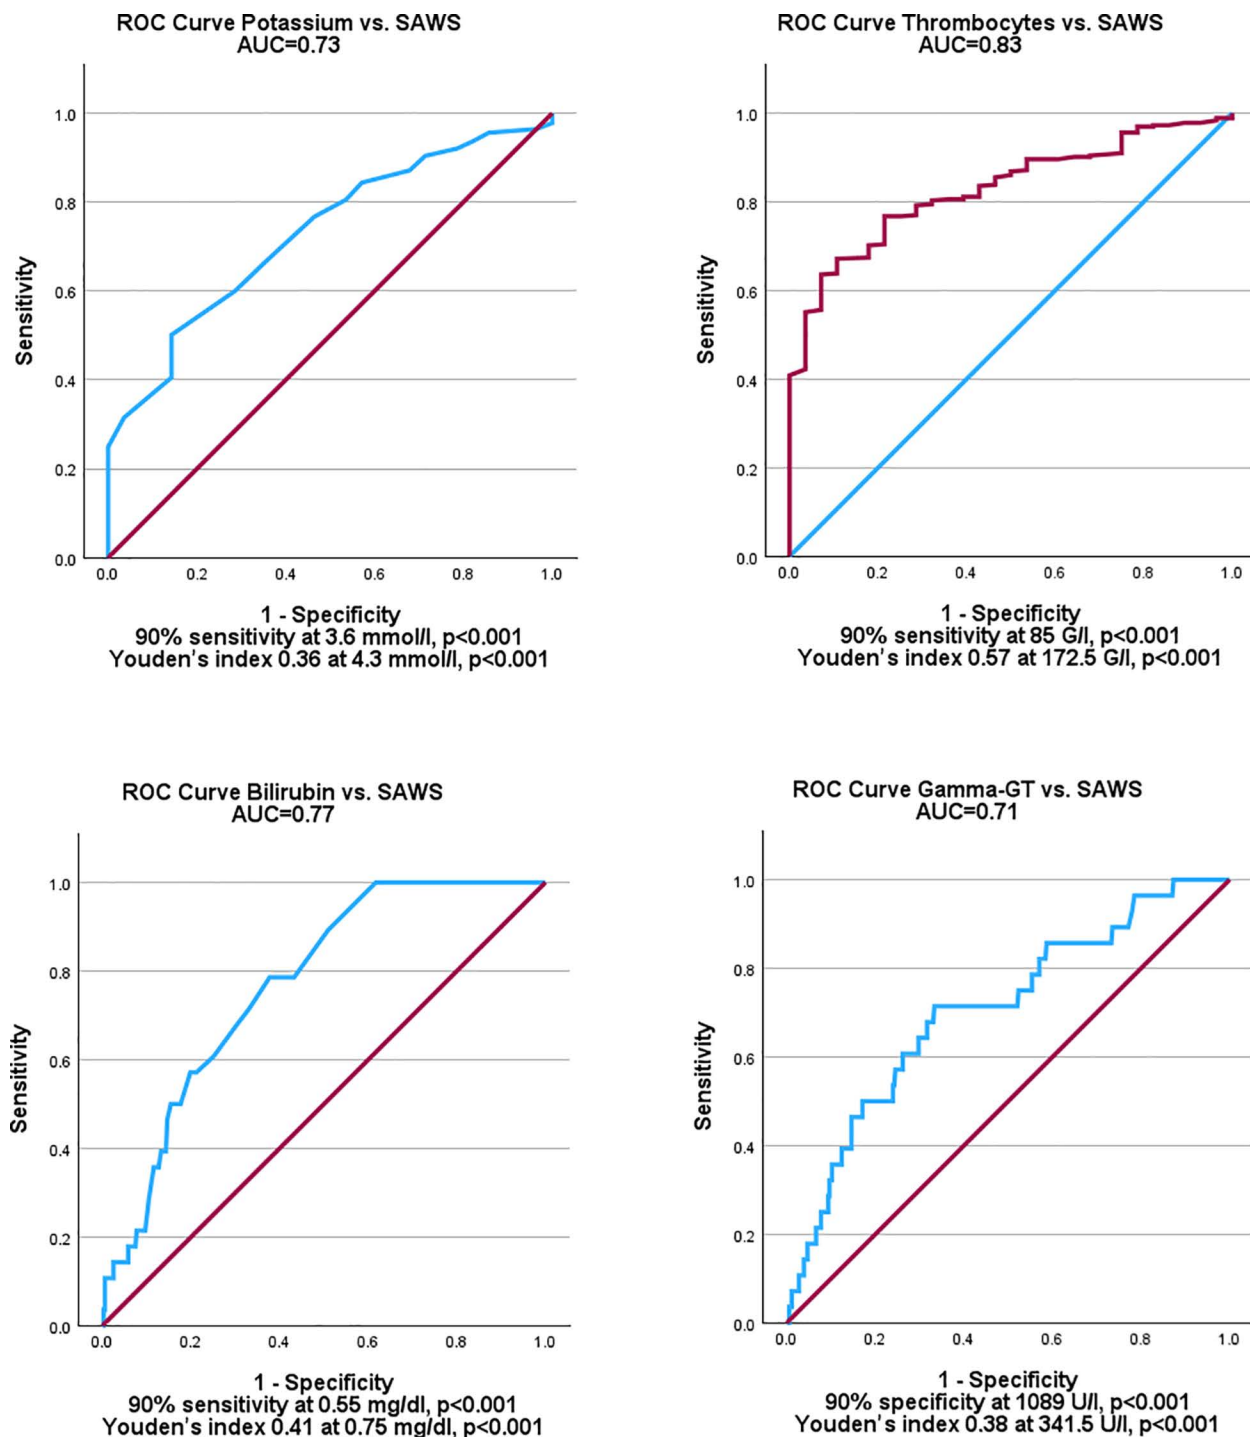 ROC Curve Potassium vs. SAWS
AUC=0.73
1.0
0.8
0.6
0.4
0.2
0.0
Sensitivity
0.0 0.2 0.4 0.6 0.8 1.0
1 - Specificity
90% sensitivity at 3.6 mmol/l, p<0.001
Youden's index 0.36 at 4.3 mmol/l, p<0.001
ROC Curve Thrombocytes vs. SAWS
AUC=0.83
1.0
0.8
0.6
0.4
0.2
0.0
Sensitivity
0.0 0.2 0.4 0.6 0.8 1.0
1 - Specificity
90% sensitivity at 85 G/l, p<0.001
Youden's index 0.57 at 172.5 G/l, p<0.001
ROC Curve Bilirubin vs. SAWS
AUC=0.77
1.0
0.8
0.6
0.4
0.2
0.0
Sensitivity
0.0 0.2 0.4 0.6 0.8 1.0
1 - Specificity
90% sensitivity at 0.55 mg/dl, p<0.001
Youden's index 0.41 at 0.75 mg/dl, p<0.001
ROC Curve Gamma-GT vs. SAWS
AUC=0.71
1.0
0.8
0.6
0.4
0.2
0.0
Sensitivity
0.0 0.2 0.4 0.6 0.8 1.0
1 - Specificity
90% specificity at 1089 U/l, p<0.001
Youden's index 0.38 at 341.5 U/l, p<0.001